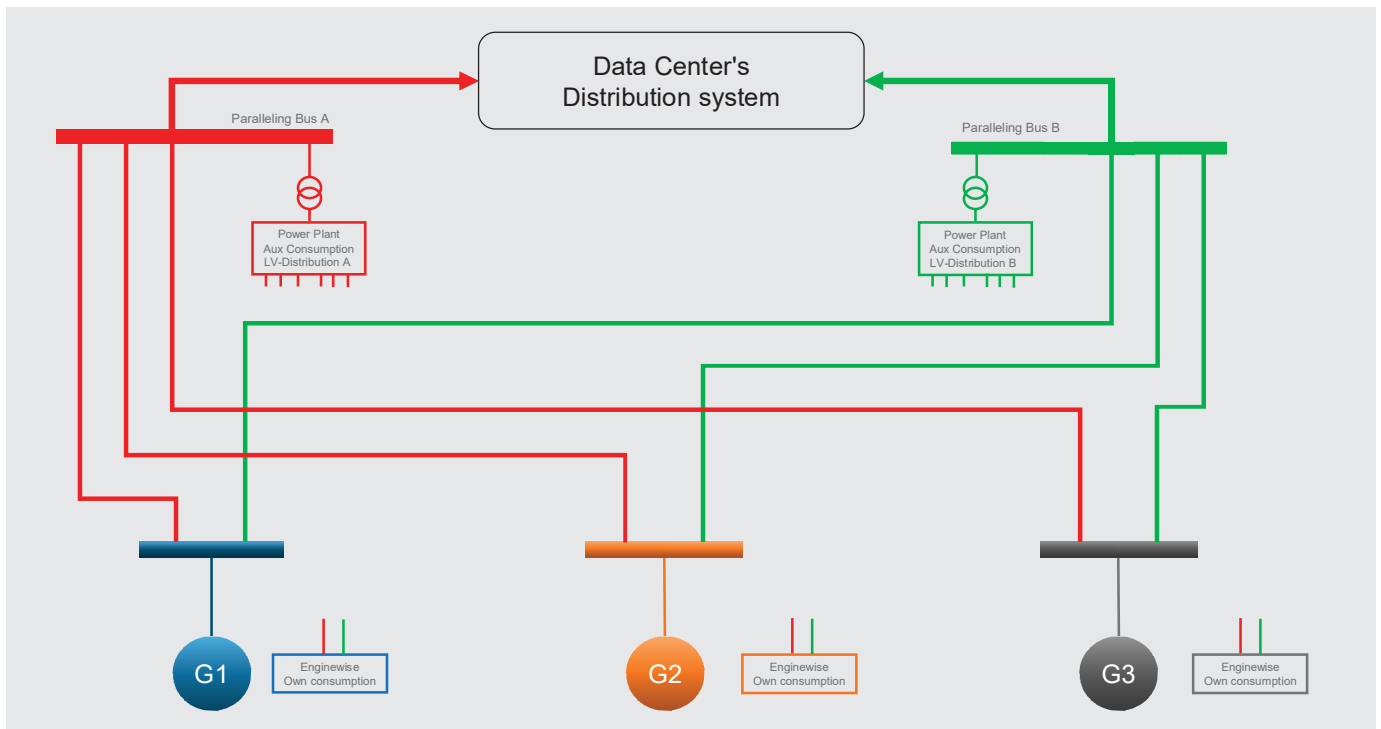 Data Center's
Distribution system
Paralleling Bus A
Paralleling Bus B
Power Plant
Aux Consumption
LV-Distribution A
Power Plant
Aux Consumption
LV-Distribution B
G1
Enginewise
Own consumption
G2
Enginewise
Own consumption
G3
Enginewise
Own consumption